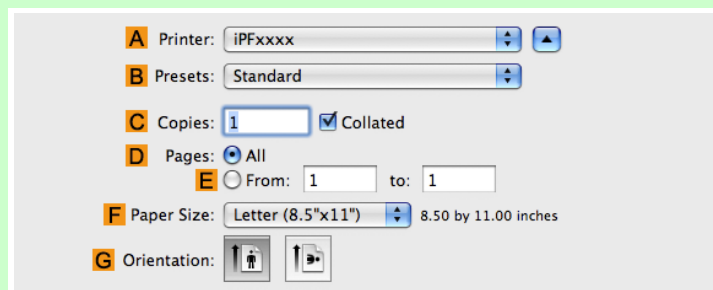 A Printer: iPFxxxx
B Presets: Standard
C Copies: 1 Collated
D Pages: All
E From: 1 to: 1
F Paper Size: Letter (8.5"x11") 8.50 by 11.00 inches
G Orientation: